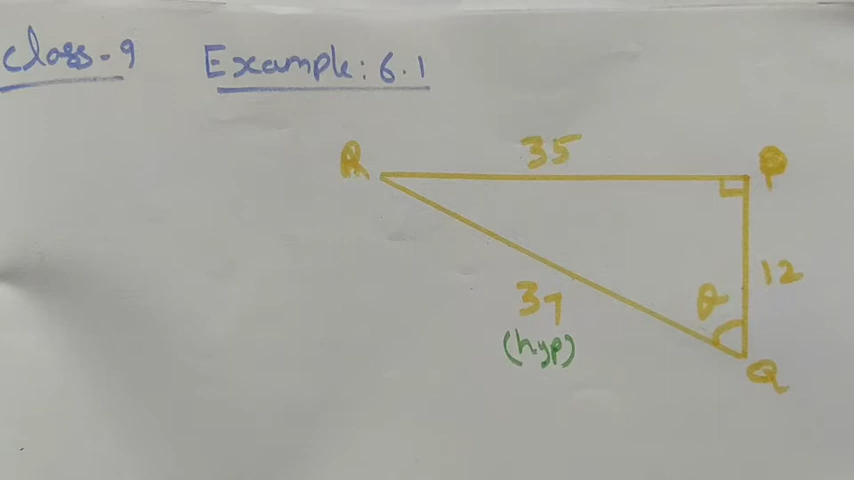 Class-9 Example: 6.1
35
R P
12
θ
37
(hyp)
Q